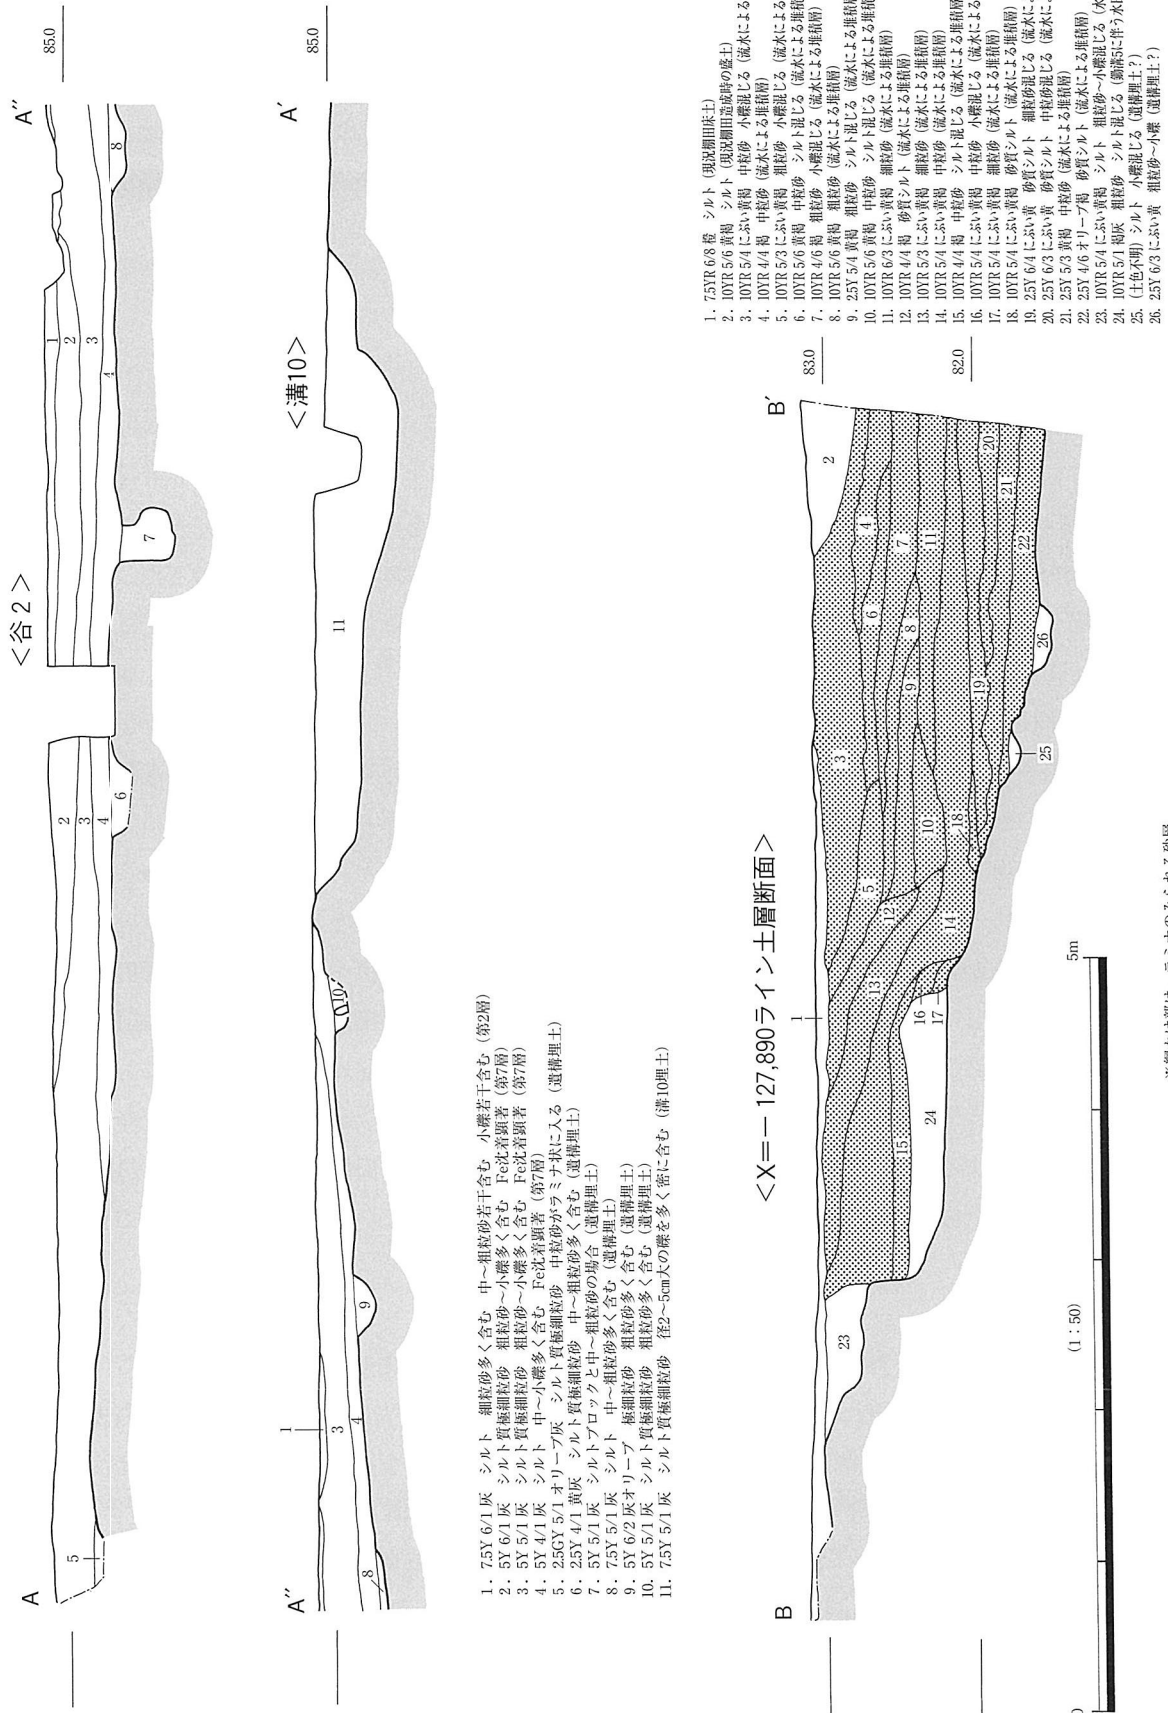 <谷2>
A
A″
85.0
1
2
3
4
2
3
4
5
6
7
8
<溝10>
A″
A′
85.0
1
3
4
8
9
10
11
1. 7.5Y 6/1 灰 シルト 細粒砂多く含む 中～粗粒砂若干含む 小礫若干含む (第2層)
2. 5Y 6/1 灰 シルト質極細粒砂 粗粒砂～小礫多く含む Fe沈着顕著 (第7層)
3. 5Y 5/1 灰 シルト質極細粒砂 粗粒砂～小礫多く含む Fe沈着顕著 (第7層)
4. 5Y 4/1 灰 シルト 中～小礫多く含む Fe沈着顕著 (第7層)
5. 2.5GY 5/1 オリーブ灰 シルト質極細粒砂 中粒砂がラミナ状に入る (遺構埋土)
6. 2.5Y 4/1 黄灰 シルト質極細粒砂 中～粗粒砂多く含む (遺構埋土)
7. 5Y 5/1 灰 シルトブロックと中～粗粒砂の場合 (遺構埋土)
8. 7.5Y 5/1 灰 シルト 中～粗粒砂多く含む (遺構埋土)
9. 5Y 6/2 灰オリーブ 極細粒砂 粗粒砂多く含む (遺構埋土)
10. 5Y 5/1 灰 シルト質極細粒砂 粗粒砂多く含む (遺構埋土)
11. 7.5Y 5/1 灰 シルト質極細粒砂 径2～5cm大の礫を多く密に含む (溝10埋土)
<X=－127,890ライン土層断面>
B
B′
83.0
82.0
1
2
3
4
5
6
7
8
9
10
11
12
13
14
15
16
17
18
19
20
21
22
23
24
25
26
1. 7.5YR 6/8 橙 シルト (現況棚田床土)
2. 10YR 5/6 黄褐 シルト (現況棚田造成時の盛土)
3. 10YR 5/4 にぶい黄褐 中粒砂 小礫混じる (流水による
4. 10YR 4/4 褐 中粒砂 (流水による堆積層)
5. 10YR 5/3 にぶい黄褐 粗粒砂 小礫混じる (流水による
6. 10YR 5/6 黄褐 中粒砂 シルト混じる (流水による堆積
7. 10YR 4/6 褐 粗粒砂 小礫混じる (流水による堆積層)
8. 10YR 5/6 黄褐 粗粒砂 (流水による堆積層)
9. 2.5Y 5/4 黄褐 粗粒砂 シルト混じる (流水による堆積
10. 10YR 5/6 黄褐 中粒砂 シルト混じる (流水による堆積
11. 10YR 6/3 にぶい黄褐 細粒砂 (流水による堆積層)
12. 10YR 4/4 褐 砂質シルト (流水による堆積層)
13. 10YR 5/3 にぶい黄褐 細粒砂 (流水による堆積層)
14. 10YR 5/4 にぶい黄褐 中粒砂 (流水による堆積層)
15. 10YR 4/4 褐 中粒砂 シルト混じる (流水による堆積層
16. 10YR 5/4 にぶい黄褐 中粒砂 小礫混じる (流水による
17. 10YR 5/4 にぶい黄褐 細粒砂 (流水による堆積層)
18. 10YR 5/4 にぶい黄褐 砂質シルト (流水による堆積層)
19. 2.5Y 6/4 にぶい黄 砂質シルト 細粒砂混じる (流水に
20. 2.5Y 6/3 にぶい黄 砂質シルト 中粒砂混じる (流水に
21. 2.5Y 5/3 黄褐 中粒砂 (流水による堆積層)
22. 2.5Y 4/6 オリーブ褐 砂質シルト (流水による堆積層)
23. 10YR 5/4 にぶい黄褐 シルト 粗粒砂～小礫混じる (水
24. 10YR 5/1 褐灰 粗粒砂 シルト混じる (鋤溝5に伴う水
25. (土色不明) シルト 小礫混じる (遺構埋土?)
26. 2.5Y 6/3 にぶい黄 粗粒砂～小礫 (遺構埋土?)
5m
(1：50)